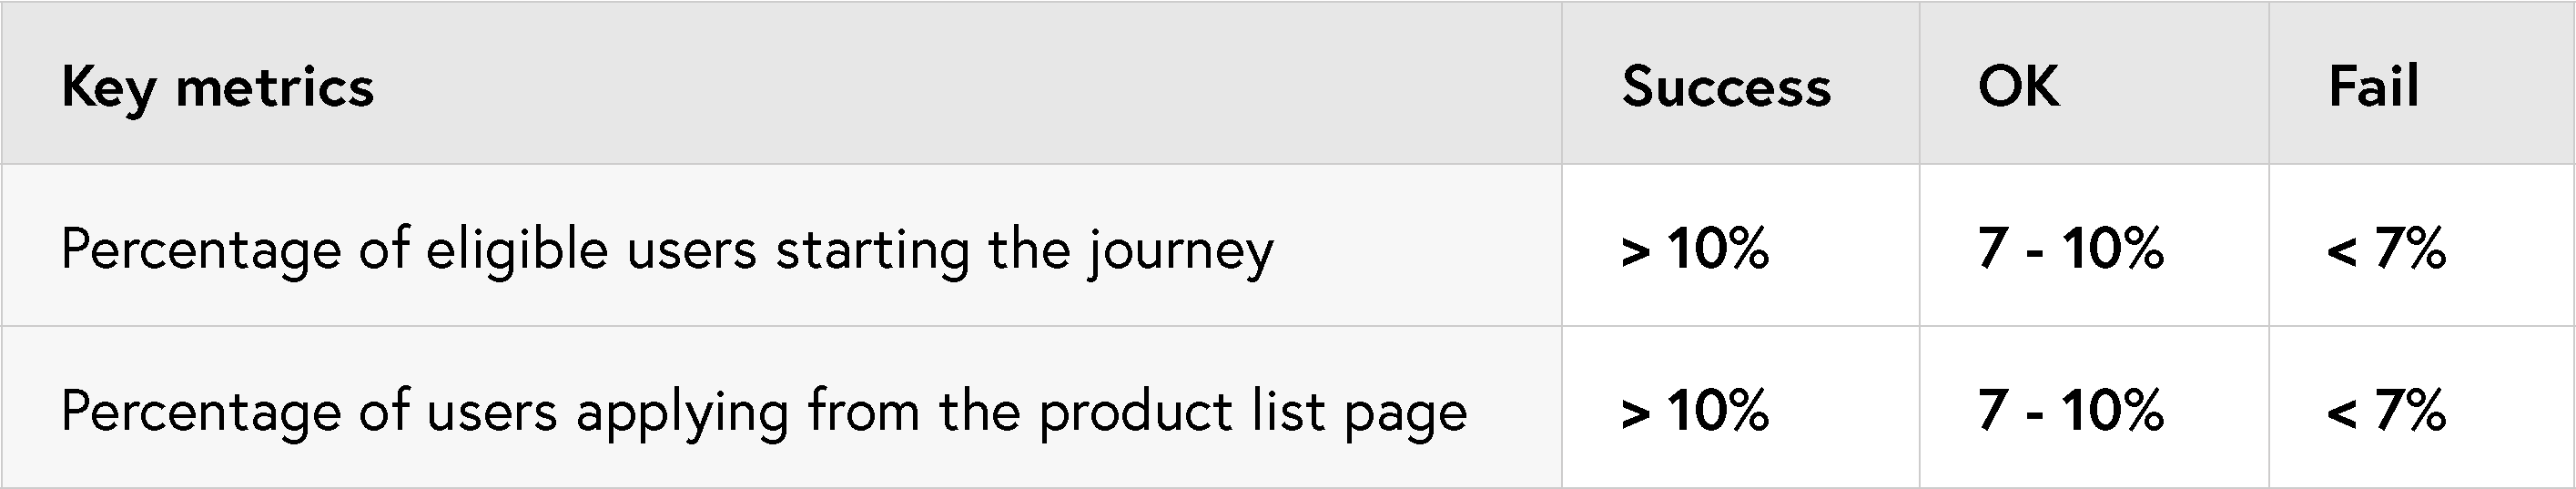 Key metrics Success OK Fail
Percentage of eligible users starting the journey > 10% 7 - 10% < 7%
Percentage of users applying from the product list page > 10% 7 - 10% < 7%